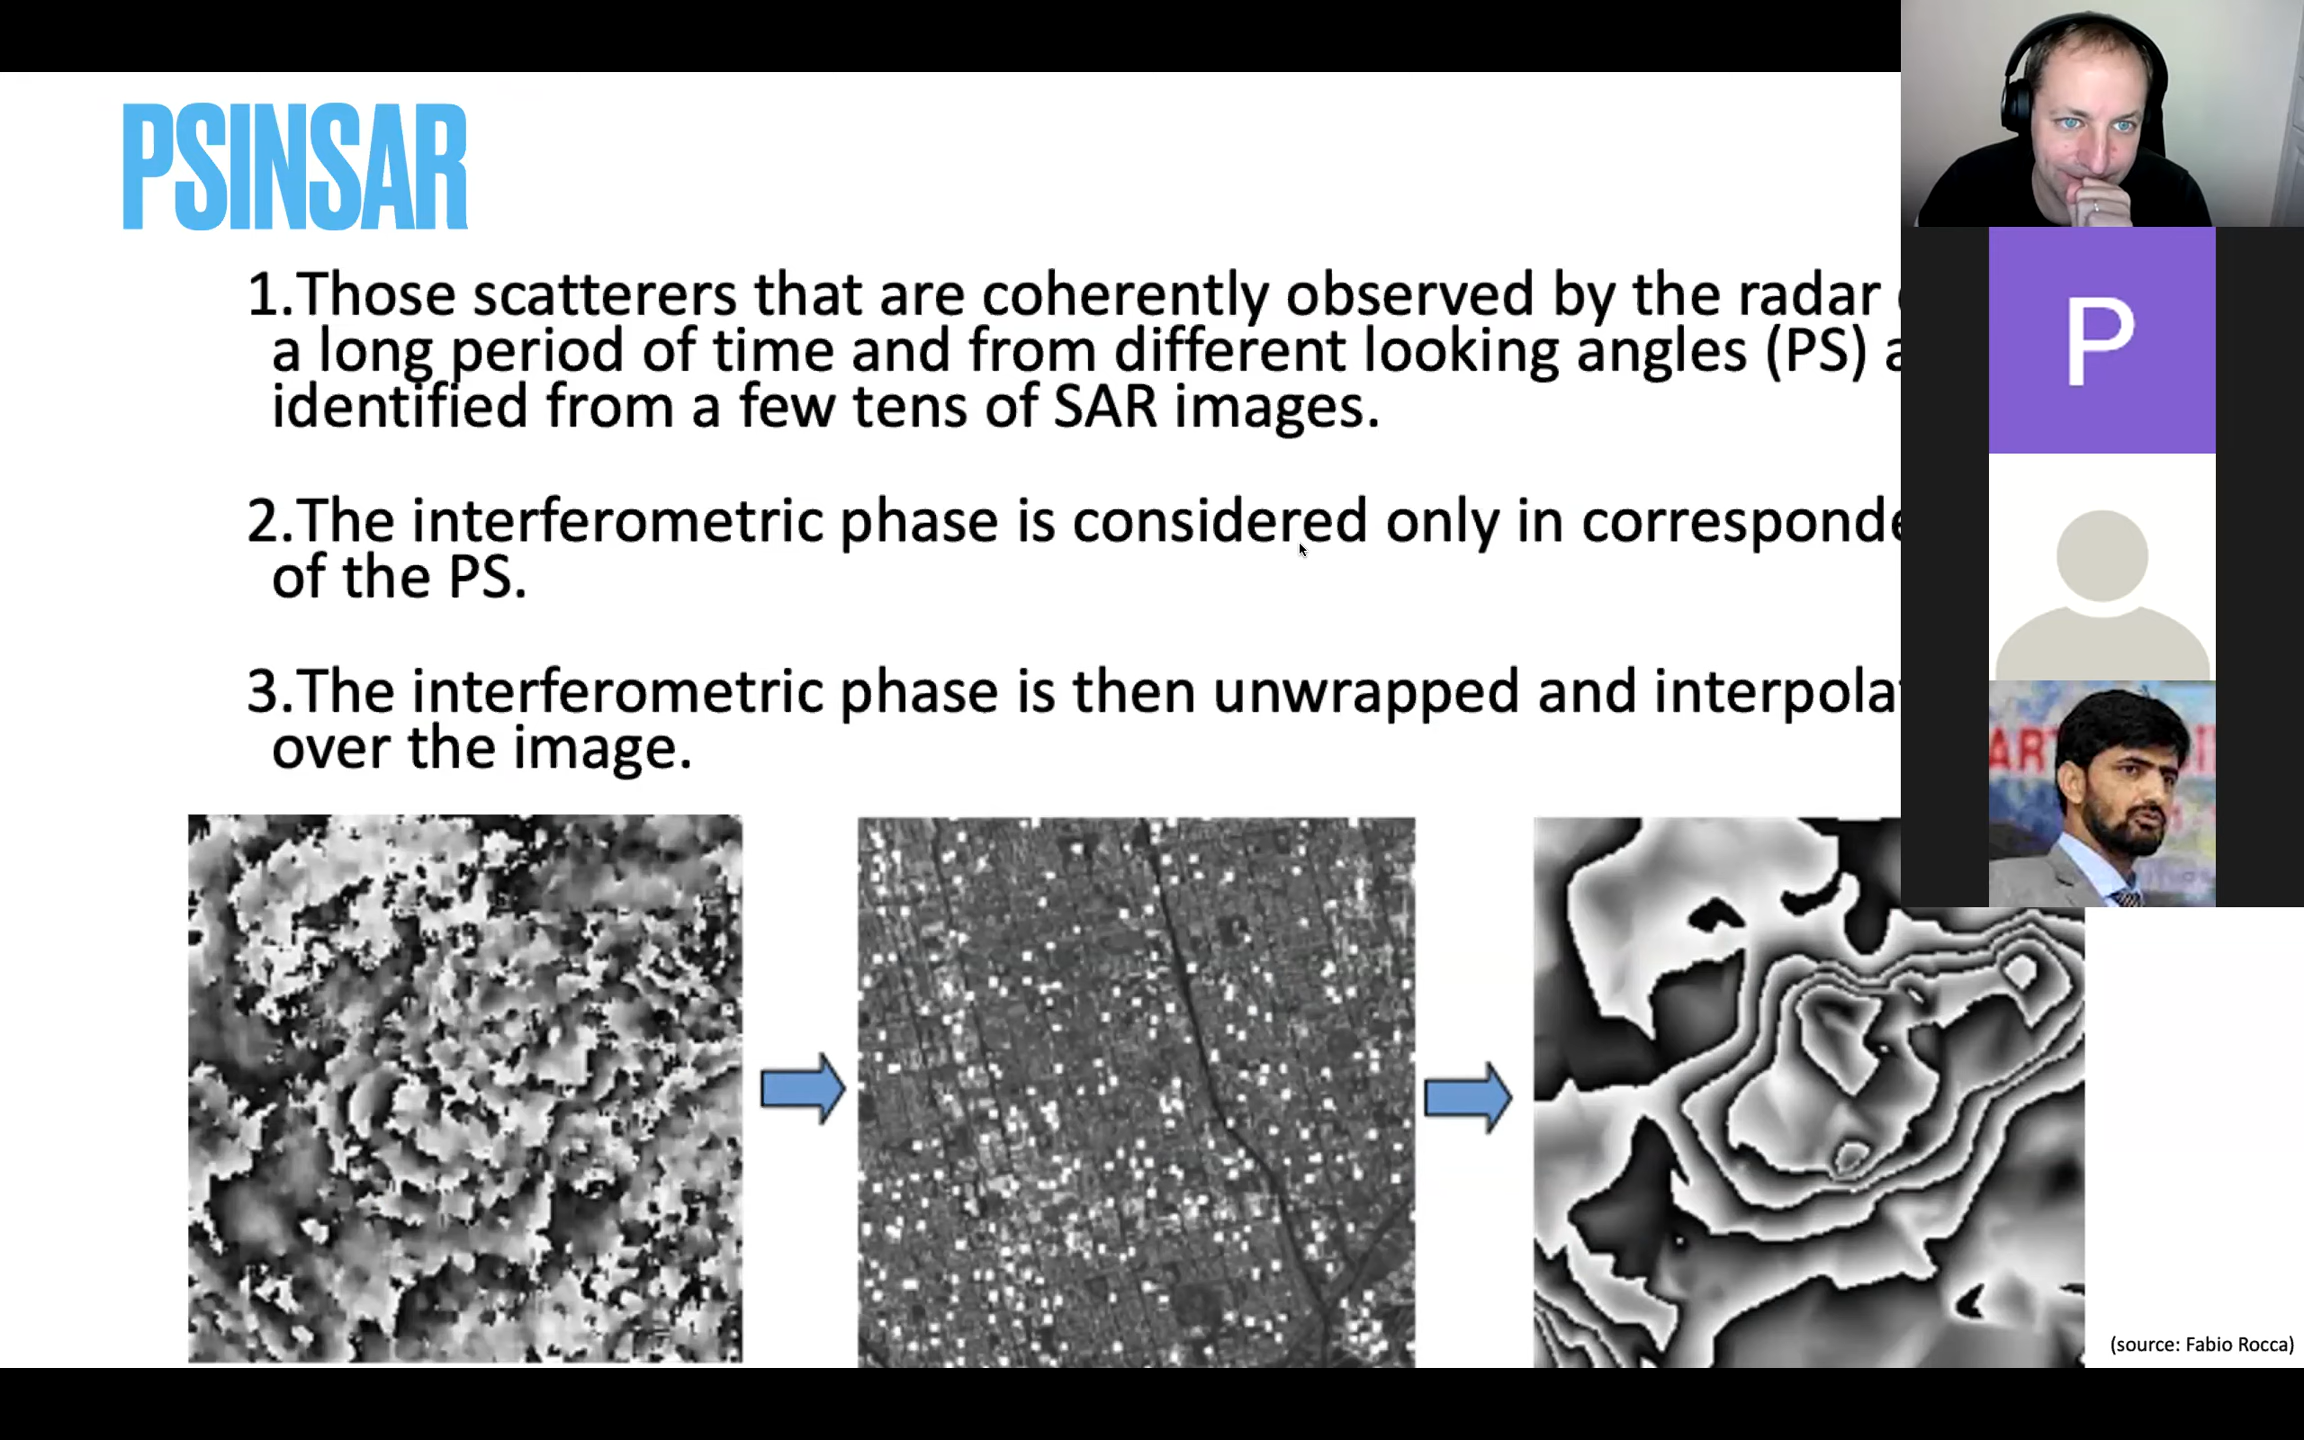 PSINSAR
1.Those scatterers that are coherently observed by the radar
a long period of time and from different looking angles (PS)
identified from a few tens of SAR images.
2.The interferometric phase is considered only in
of the PS.
3.The interferometric phase is then unwrapped and
over the image.
P
(source: Fabio Rocca)